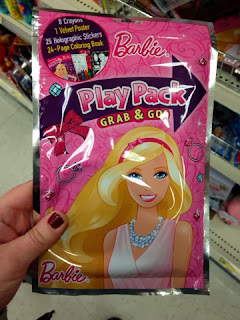 8 Crayons
1 Velvet Poster
25 Holographic Stickers
24-Page Coloring Book
Barbie
Play Pack
GRAB & GO!
Barbie